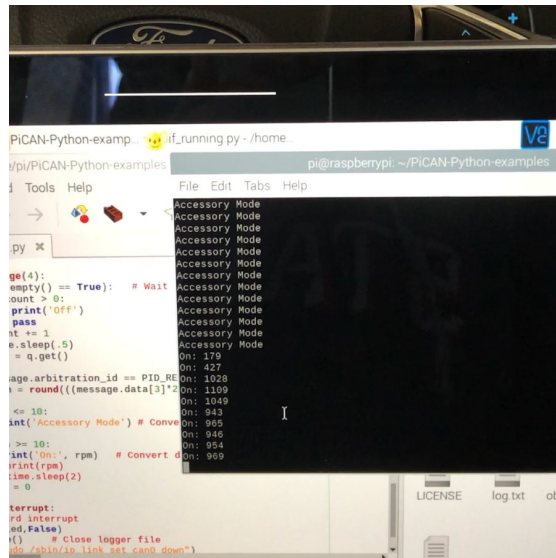 Ford
PiCAN-Python-examp...
if_running py - /home...
VC
e/pi/PiCAN-Python-examples
pi@raspberrypi: ~/PiCAN-Python-examples
Tools Help
File Edit Tabs Help
.py
ge(4):
empty() == True): # Wait
ount > 0:
print('Off')
pass
nt += 1
e.sleep(.5)
= q.get()
age.arbitration_id == PID_RE
= round(((message.data[3]*2
<= 10:
int('Accessory Mode') # Conve
>= 10:
int('On:', rpm) # Convert d
print(rpm)
time.sleep(2)
= 0
terrupt:
rd interrupt
ed,False)
() # Close logger file
do /sbin/ip link set can0 down")
Accessory Mode
Accessory Mode
Accessory Mode
Accessory Mode
Accessory Mode
Accessory Mode
Accessory Mode
Accessory Mode
Accessory Mode
Accessory Mode
Accessory Mode
Accessory Mode
Accessory Mode
On: 179
On: 427
On: 1028
On: 1109
On: 1049
On: 943
On: 965
On: 946
On: 954
On: 969
LICENSE
log.txt
ob